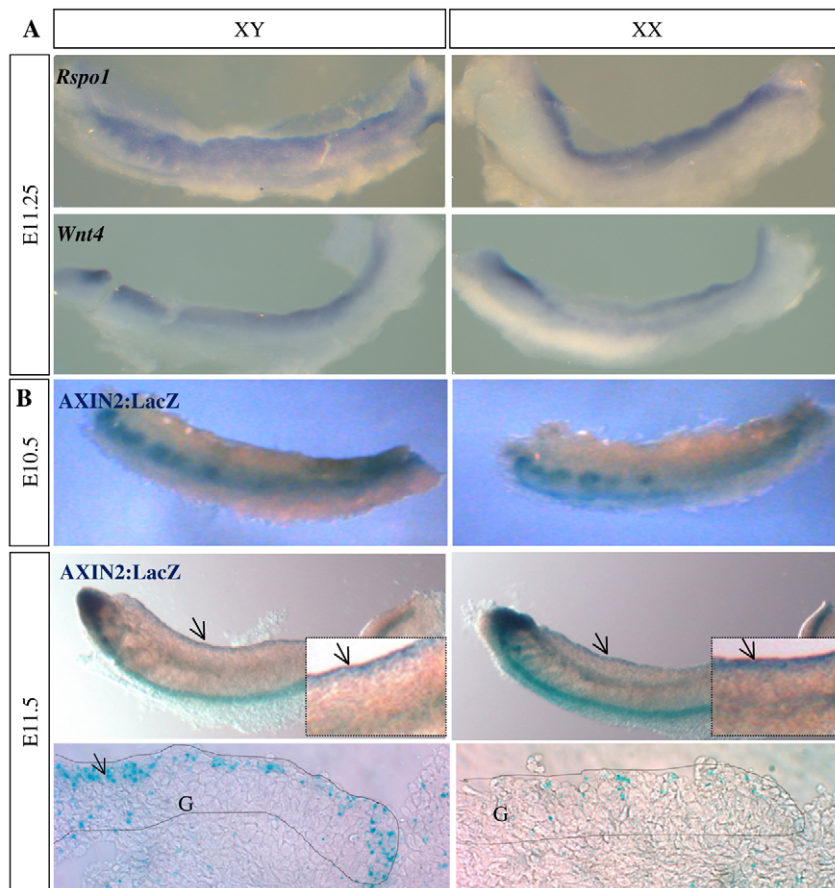 A
XY
XX
Rspo1
E11.25
Wnt4
B
AXIN2:LacZ
E10.5
AXIN2:LacZ
E11.5
G
G